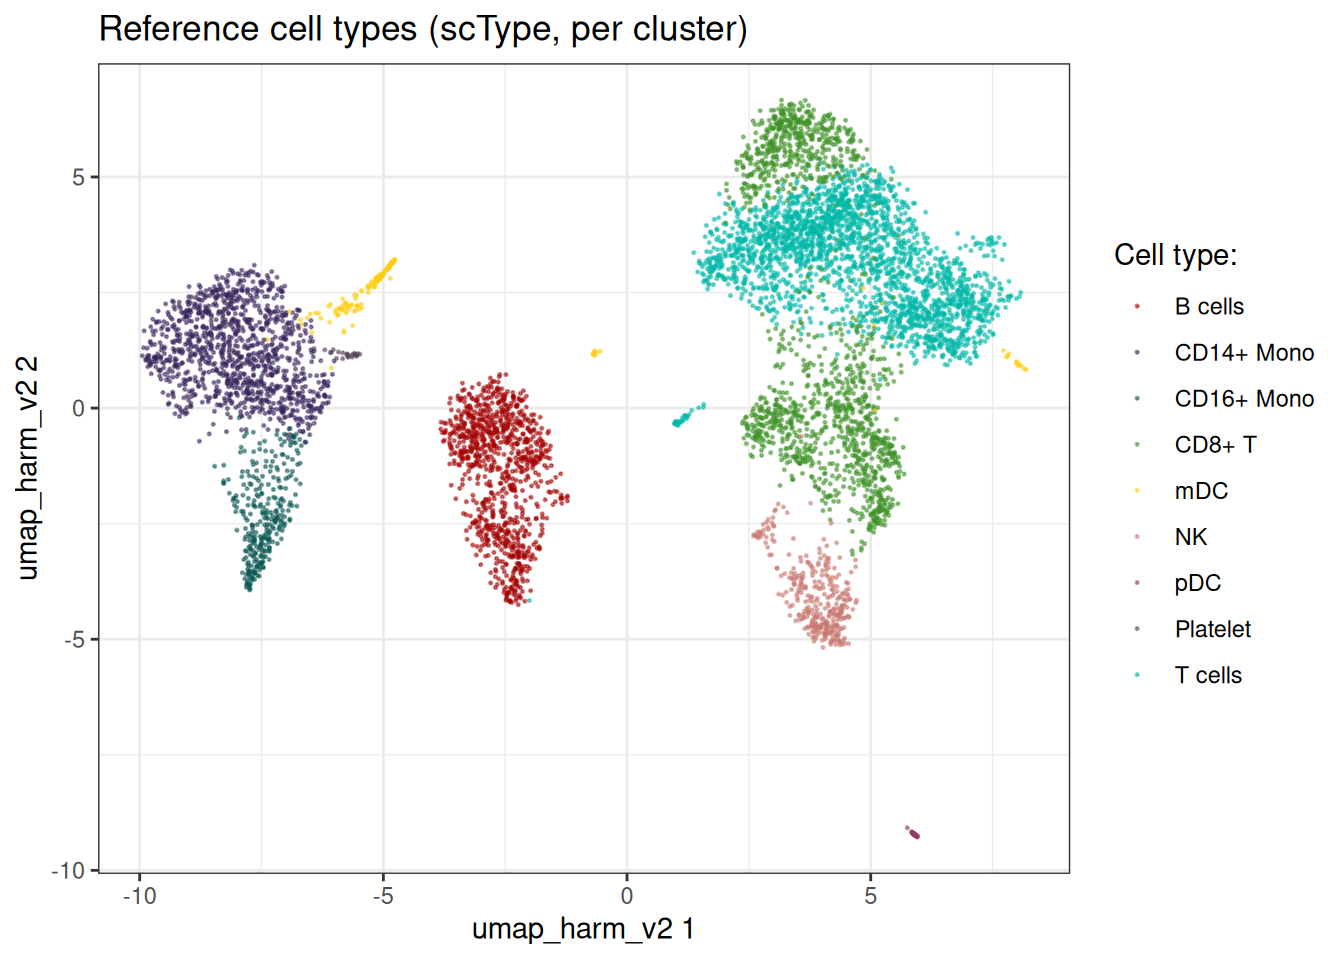 Reference cell types (scType, per cluster)
umap_harm_v2 2
5
0
-5
-10
-10
-5
0
5
umap_harm_v2 1
Cell type:
B cells
CD14+ Mono
CD16+ Mono
CD8+ T
mDC
NK
pDC
Platelet
T cells